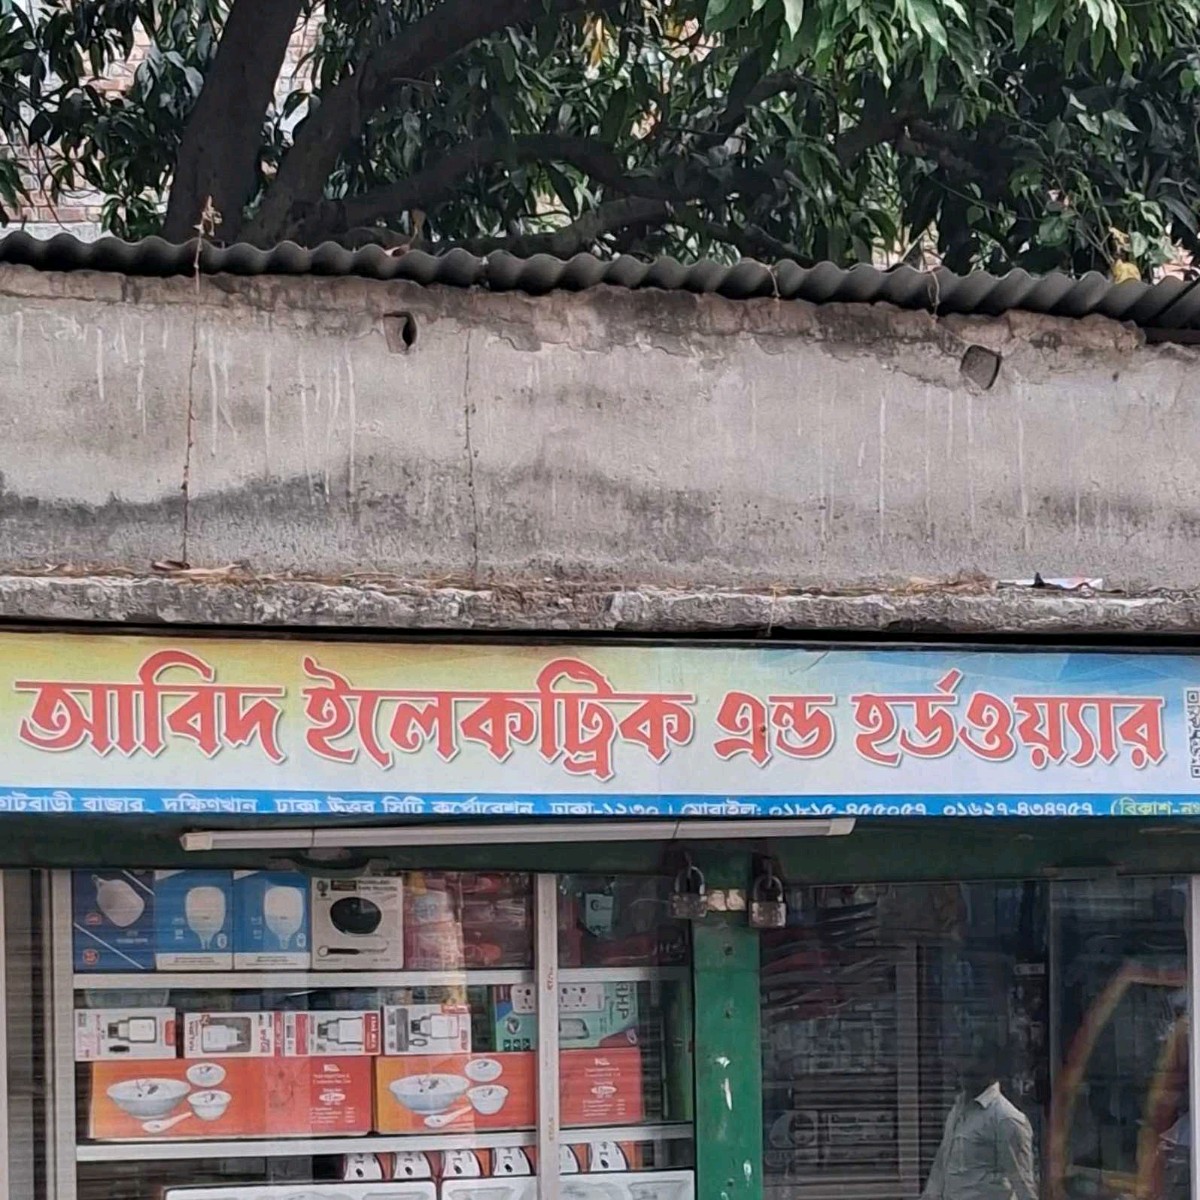 আবিদ ইলেকট্রিক এন্ড হর্ডওয়্যার
বাজার, দক্ষিণখান, ঢাকা উত্তর সিটি কর্পোরেশন, ঢাকা-১২৩০। মোবাইল: ০১৮১৫-৪৫৫০৫৭, ০১৬২৭-৪৩৪৭৫৭, (বিকাশ-